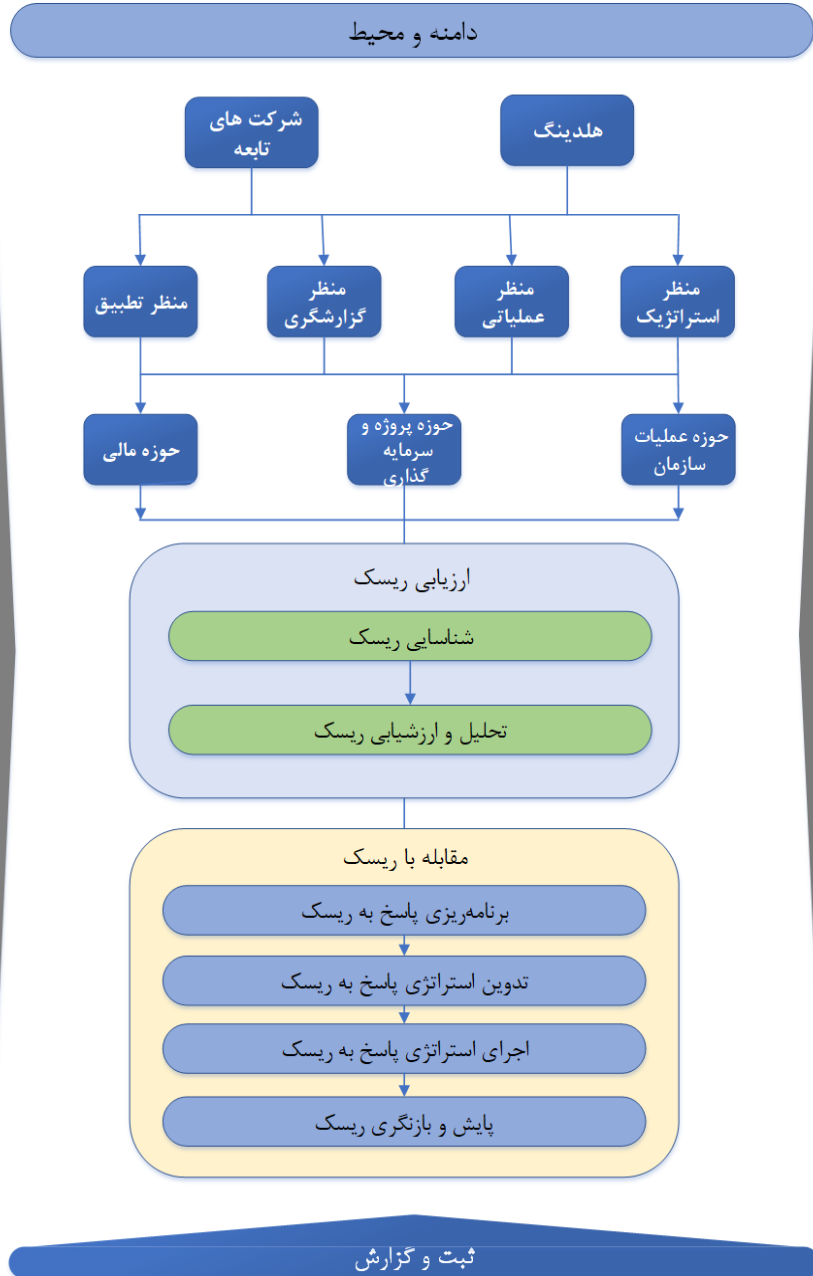 دامنه و محیط
هلدینگ
شرکت های
تابعه
منظر
استراتژیک
منظر
عملیاتی
منظر
گزارشگری
منظر تطبیق
حوزه عملیات
سازمان
حوزه پروژه و
سرمایه
گذاری
حوزه مالی
ارزیابی ریسک
شناسایی ریسک
تحلیل و ارزشیابی ریسک
مقابله با ریسک
برنامه‌ریزی پاسخ به ریسک
تدوین استراتژی پاسخ به ریسک
اجرای استراتژی پاسخ به ریسک
پایش و بازنگری ریسک
ثبت و گزارش